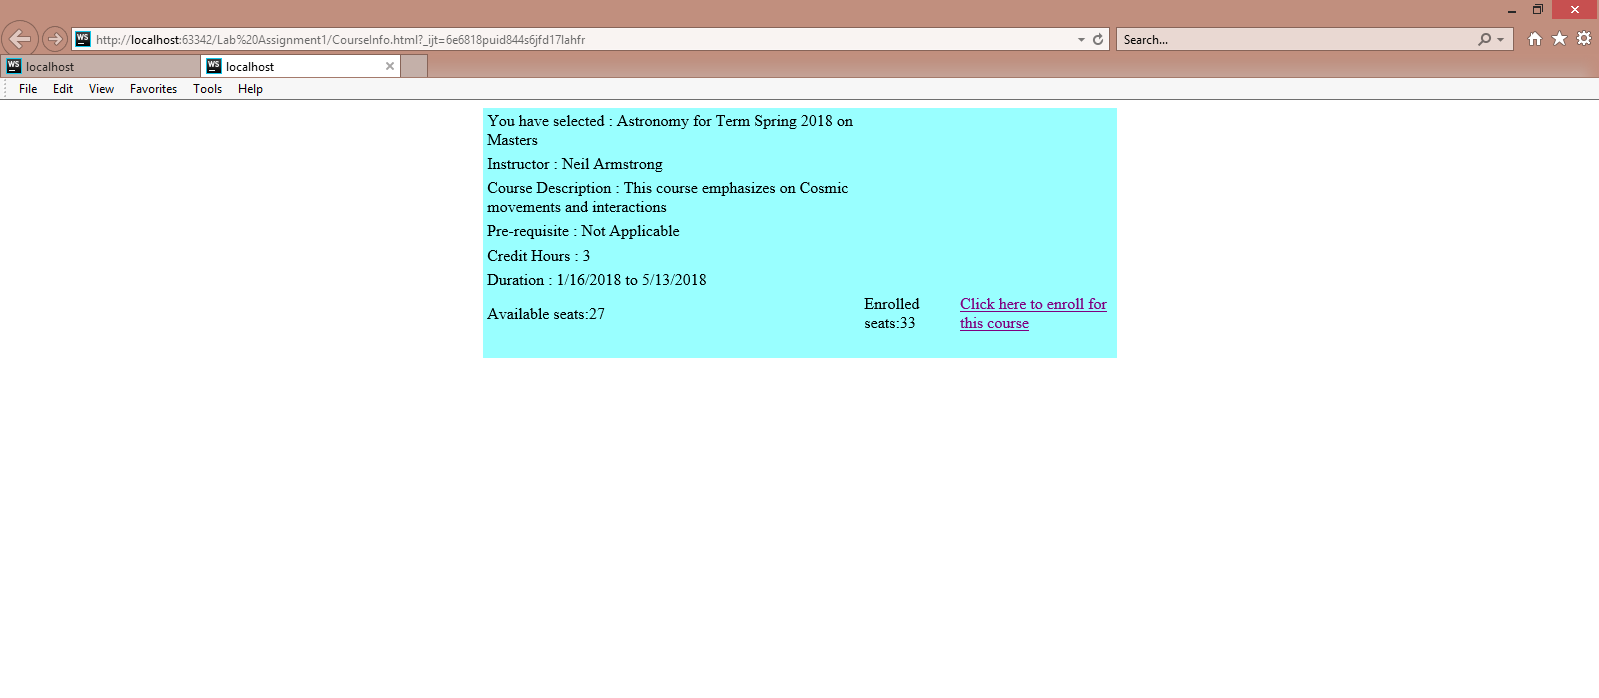 WS http://localhost:63342/Lab%20Assignment1/CourseInfo.html?_ijt=6e6818puid844s6jfd17lahfr
Search...
WS localhost
WS localhost
File Edit View Favorites Tools Help
You have selected : Astronomy for Term Spring 2018 on
Masters
Instructor : Neil Armstrong
Course Description : This course emphasizes on Cosmic
movements and interactions
Pre-requisite : Not Applicable
Credit Hours : 3
Duration : 1/16/2018 to 5/13/2018
Available seats:27
Enrolled
seats:33
Click here to enroll for
this course